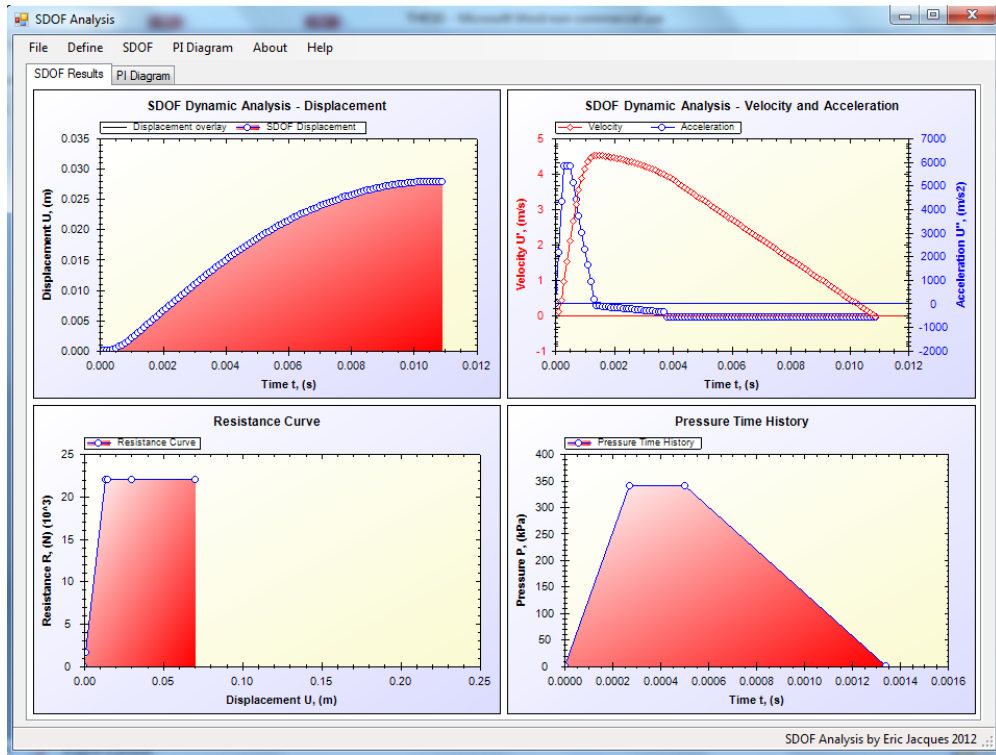 SDOF Analysis
THESIS - Microsoft Word non-commercial use
File Define SDOF PI Diagram About Help
SDOF Results PI Diagram
SDOF Dynamic Analysis - Displacement
Displacement overlay SDOF Displacement
0.035
0.030
0.025
0.020
0.015
0.010
0.005
0.000
Displacement U, (m)
0.000 0.002 0.004 0.006 0.008 0.010 0.012
Time t, (s)
SDOF Dynamic Analysis - Velocity and Acceleration
Velocity Acceleration
5
4
3
2
1
0
-1
Velocity U', (m/s)
7000
6000
5000
4000
3000
2000
1000
0
-1000
-2000
Acceleration U'', (m/s2)
0.000 0.002 0.004 0.006 0.008 0.010 0.012
Time t, (s)
Resistance Curve
Resistance Curve
25
20
15
10
5
0
Resistance R, (N) (10^3)
0.00 0.05 0.10 0.15 0.20 0.25
Displacement U, (m)
Pressure Time History
Pressure Time History
400
350
300
250
200
150
100
50
0
Pressure P, (kPa)
0.0000 0.0002 0.0004 0.0006 0.0008 0.0010 0.0012 0.0014 0.0016
Time t, (s)
SDOF Analysis by Eric Jacques 2012